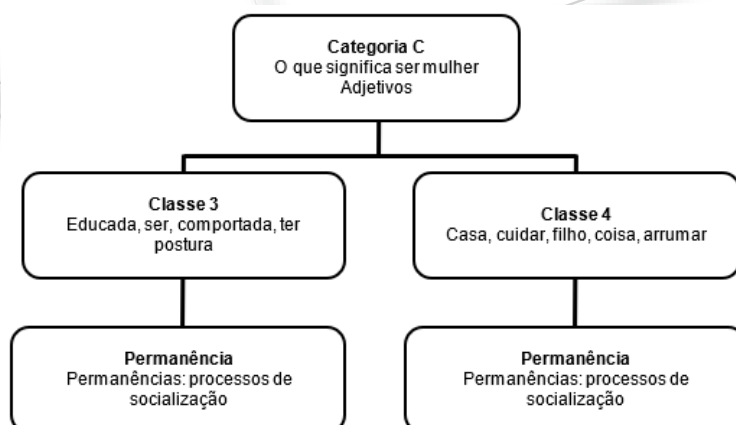 Categoria C
O que significa ser mulher
Adjetivos
Classe 3
Educada, ser, comportada, ter
postura
Classe 4
Casa, cuidar, filho, coisa, arrumar
Permanência
Permanências: processos de
socialização
Permanência
Permanências: processos de
socialização